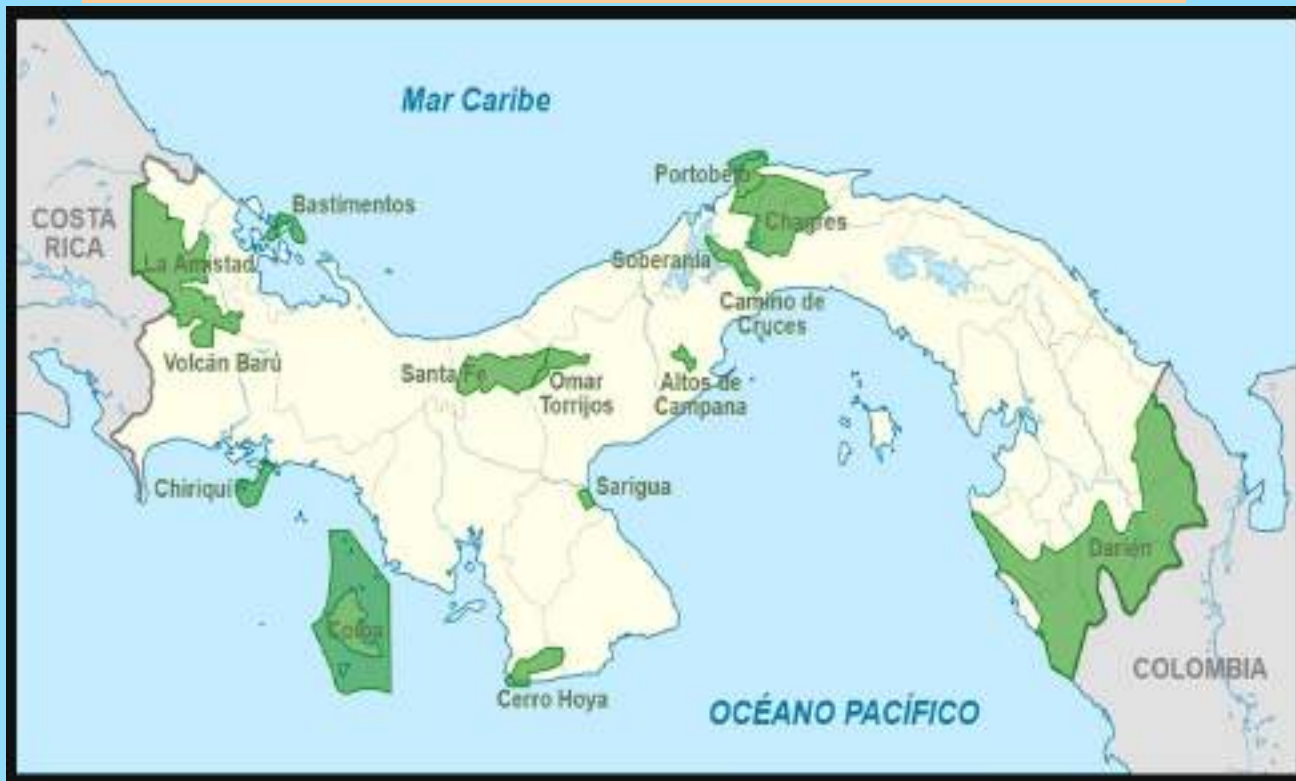 Mar Caribe
Portobelo
COSTA
RICA
Bastimentos
Chagres
La Amistad
Soberanía
Camino de
Cruces
Volcán Barú
Santa Fe
Omar
Torrijos
Altos de
Campana
Chiriquí
Sarigua
Darién
Coiba
COLOMBIA
Cerro Hoya
OCÉANO PACÍFICO